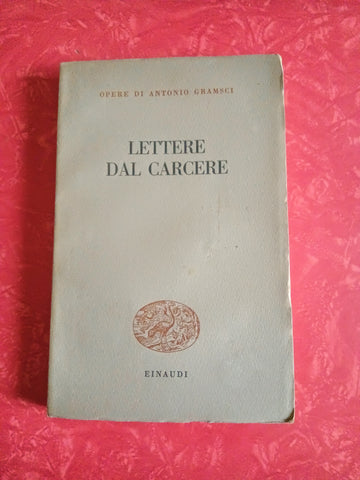 OPERE DI ANTONIO GRAMSCI
LETTERE
DAL CARCERE
EINAUDI